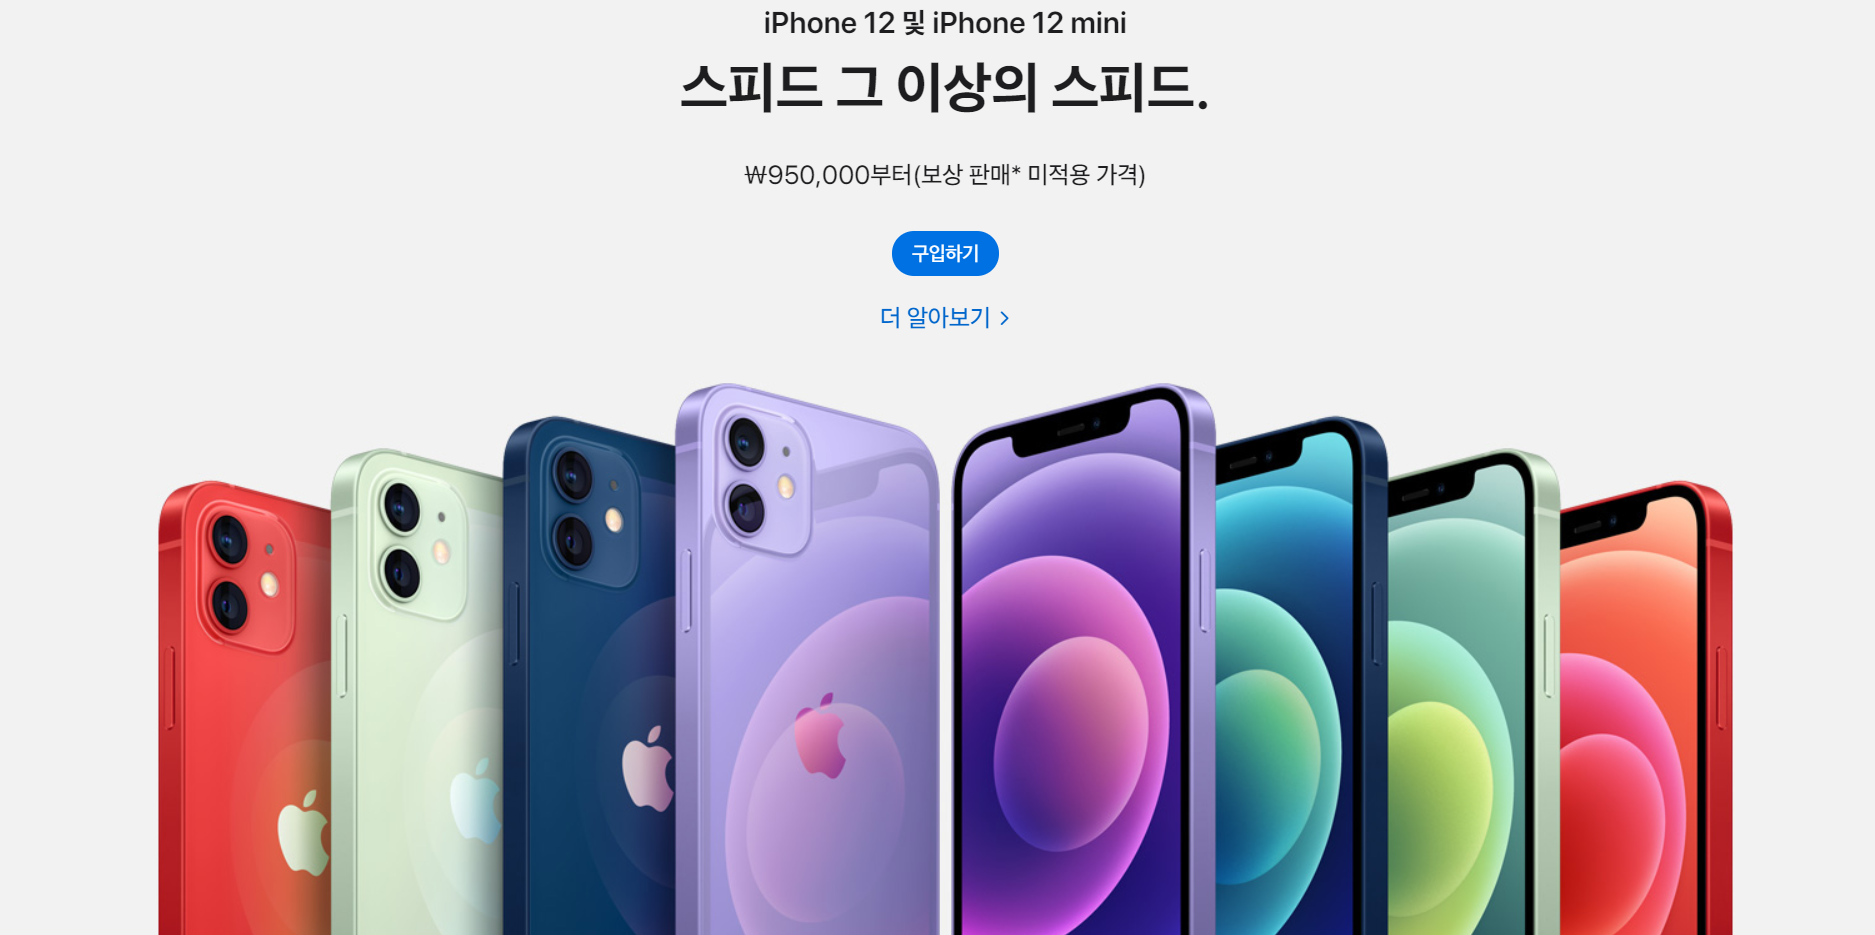 iPhone 12 및 iPhone 12 mini
스피드 그 이상의 스피드.
₩950,000부터(보상 판매* 미적용 가격)
구입하기
더 알아보기 >